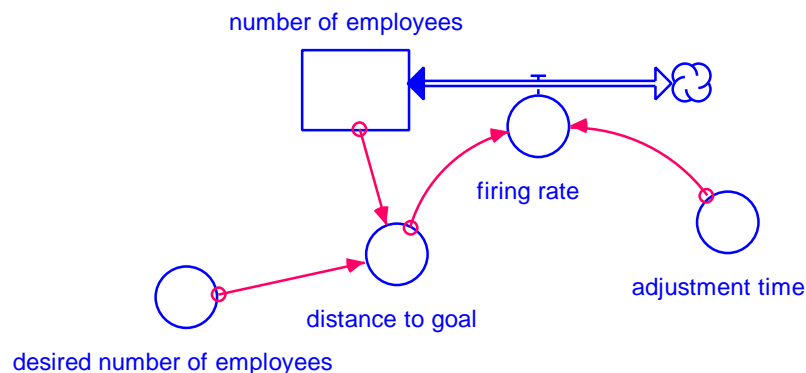 number of employees
firing rate
adjustment time
distance to goal
desired number of employees